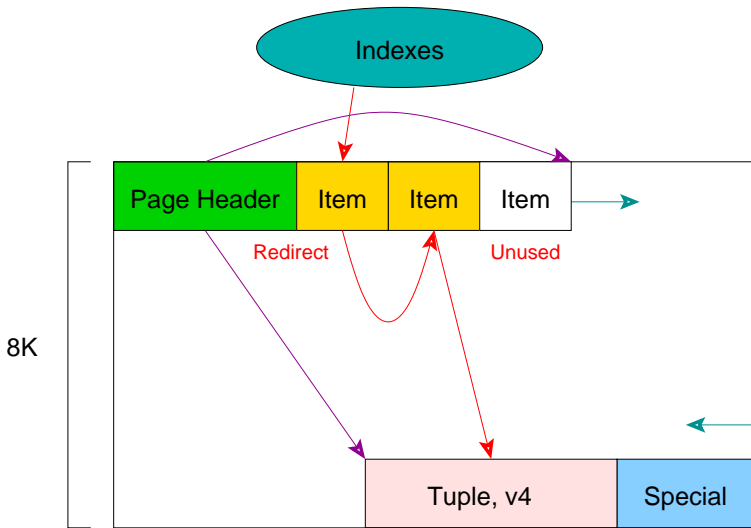 Indexes
Page Header
Item
Item
Item
Redirect
Unused
8K
Tuple, v4
Special